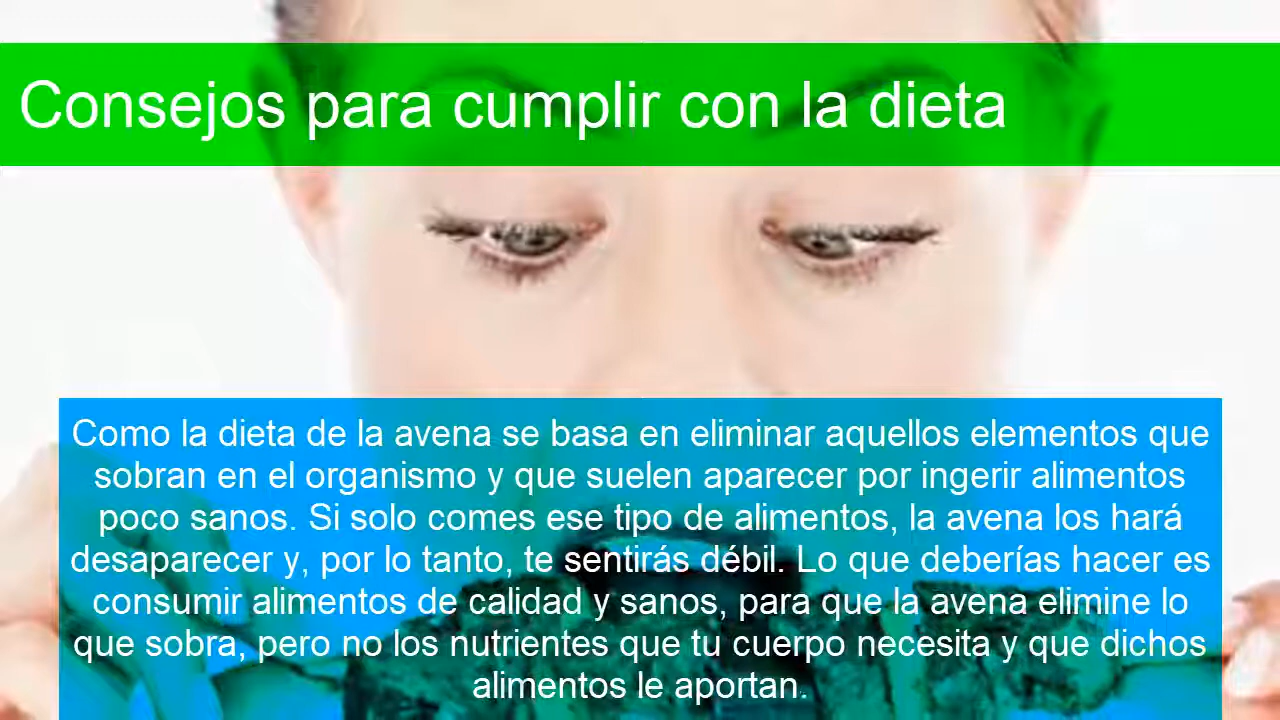 Consejos para cumplir con la dieta
Como la dieta de la avena se basa en eliminar aquellos elementos que
sobran en el organismo y que suelen aparecer por ingerir alimentos
poco sanos. Si solo comes ese tipo de alimentos, la avena los hará
desaparecer y, por lo tanto, te sentirás débil. Lo que deberías hacer es
consumir alimentos de calidad y sanos, para que la avena elimine lo
que sobra, pero no los nutrientes que tu cuerpo necesita y que dichos
alimentos le aportan.